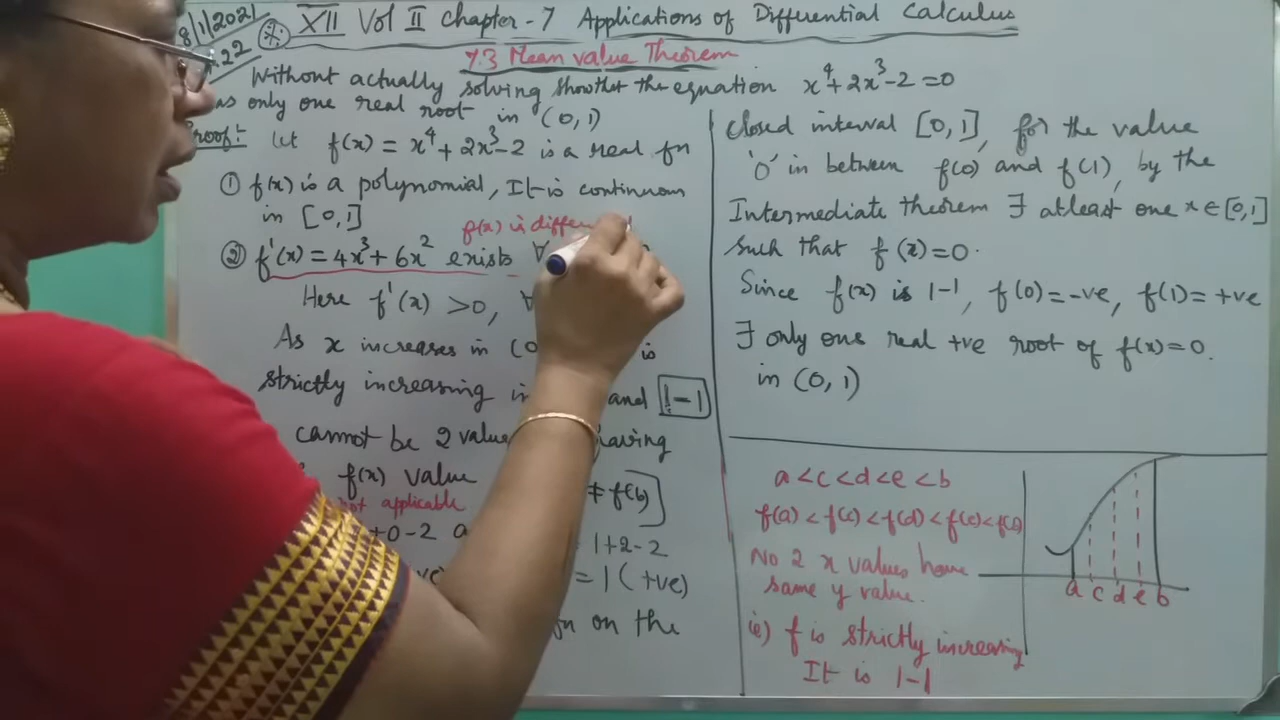 8/1/2021
22
XII Vol II Chapter - 7 Applications of Differential Calculus
7.3 Mean value Theorem
Without actually solving show that the equation x⁴+2x³-2=0
as only one real root in (0,1)
Proof:- Let f(x) = x⁴+2x³-2 is a real fn
① f(x) is a polynomial, It is continuous
in [0,1]
f(x) is differ
② f'(x) = 4x³+6x² exists ∀
Here f'(x) >0, ∀
As x increases in (0 is
strictly increasing in and 1-1
cannot be 2 value having
f(x) value ≠ f(b)]
not applicable
+0-2 = 1+2-2
= 1 (+ve)
fn on the
closed interval [0,1], for the value
'0' in between f(0) and f(1), by the
Intermediate theorem ∃ atleast one x∈[0,1]
such that f(x)=0.
Since f(x) is 1-1, f(0)=-ve, f(1)=+ve
∃ only one real +ve root of f(x)=0.
in (0,1)
a<c<d<e<b
f(a)<f(c)<f(d)<f(e)<f(b)
No 2 x values have
same y value.
ie) f is strictly increasing
It is 1-1
a c d e b